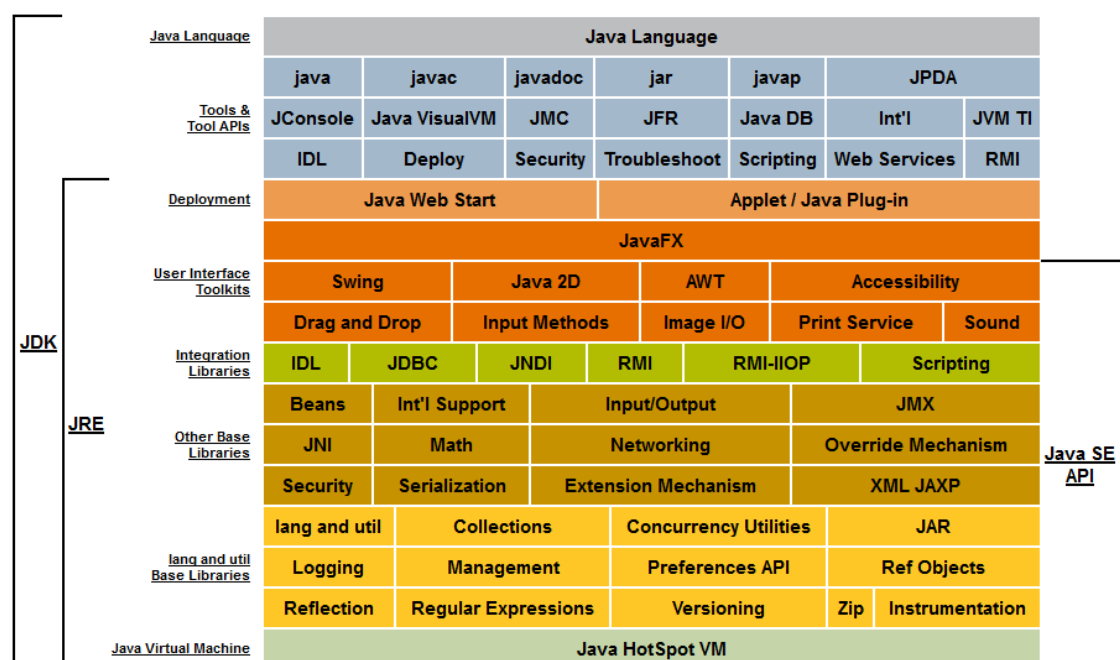 Java Language
Java Language
java javac javadoc jar javap JPDA
Tools &
Tool APIs
JConsole Java VisualVM JMC JFR Java DB Int'l JVM TI
IDL Deploy Security Troubleshoot Scripting Web Services RMI
Deployment
Java Web Start Applet / Java Plug-in
JavaFX
User Interface
Toolkits
Swing Java 2D AWT Accessibility
Drag and Drop Input Methods Image I/O Print Service Sound
JDK
Integration
Libraries
IDL JDBC JNDI RMI RMI-IIOP Scripting
Beans Int'l Support Input/Output JMX
JRE
Other Base
Libraries
JNI Math Networking Override Mechanism
Java SE
API
Security Serialization Extension Mechanism XML JAXP
lang and util Collections Concurrency Utilities JAR
lang and util
Base Libraries
Logging Management Preferences API Ref Objects
Reflection Regular Expressions Versioning Zip Instrumentation
Java Virtual Machine
Java HotSpot VM